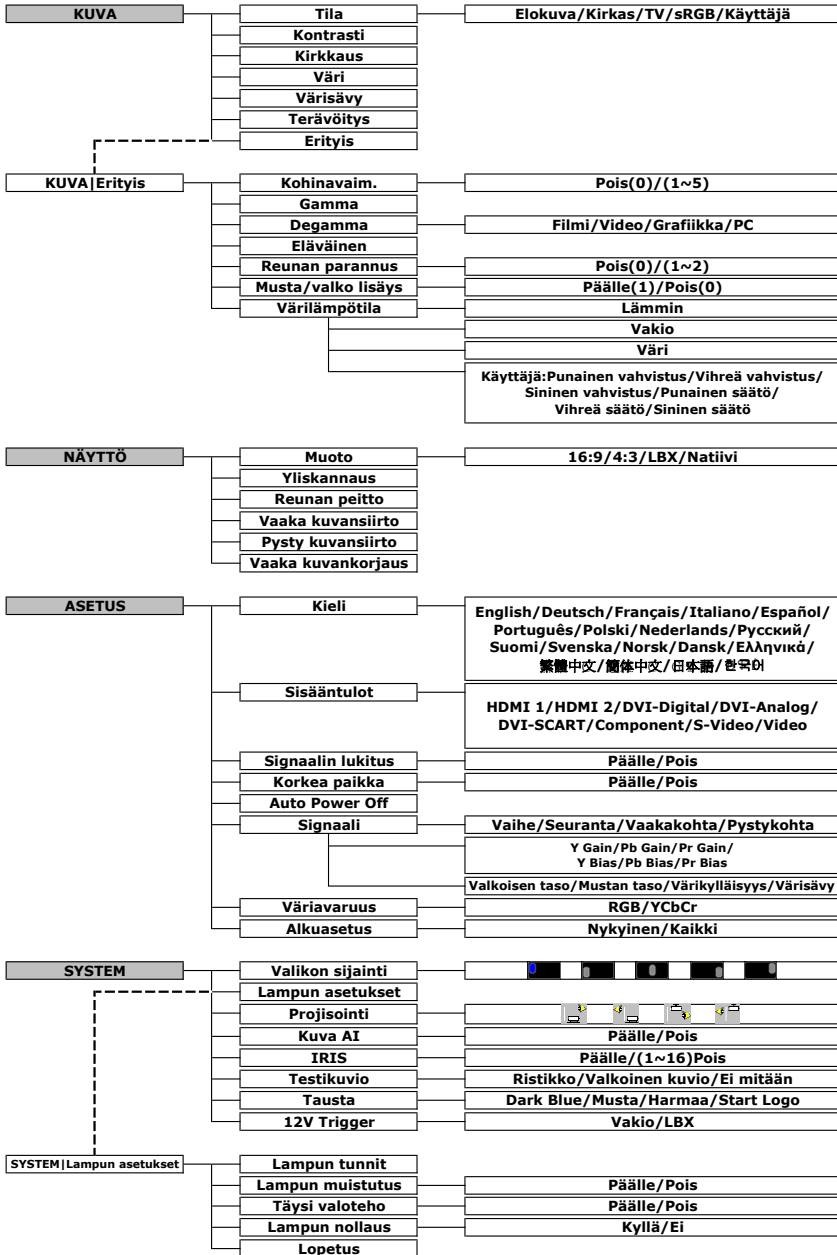 KUVA
Tila
Elokuva/Kirkas/TV/sRGB/Käyttäjä
Kontrasti
Kirkkaus
Väri
Värisävy
Terävöitys
Erityis
KUVA|Erityis
Kohinavaim.
Pois(0)/(1~5)
Gamma
Degamma
Filmi/Video/Grafiikka/PC
Eläväinen
Reunan parannus
Pois(0)/(1~2)
Musta/valko lisäys
Päälle(1)/Pois(0)
Värilämpötila
Lämmin
Vakio
Väri
Käyttäjä:Punainen vahvistus/Vihreä vahvistus/
Sininen vahvistus/Punainen säätö/
Vihreä säätö/Sininen säätö
NÄYTTÖ
Muoto
16:9/4:3/LBX/Natiivi
Yliskannaus
Reunan peitto
Vaaka kuvansiirto
Pysty kuvansiirto
Vaaka kuvankorjaus
ASETUS
Kieli
English/Deutsch/Français/Italiano/Español/
Português/Polski/Nederlands/Русский/
Suomi/Svenska/Norsk/Dansk/Ελληνικά/
繁體中文/简体中文/日本語/한국어
Sisääntulot
HDMI 1/HDMI 2/DVI-Digital/DVI-Analog/
DVI-SCART/Component/S-Video/Video
Signaalin lukitus
Päälle/Pois
Korkea paikka
Päälle/Pois
Auto Power Off
Signaali
Vaihe/Seuranta/Vaakakohta/Pystykohta
Y Gain/Pb Gain/Pr Gain/
Y Bias/Pb Bias/Pr Bias
Valkoisen taso/Mustan taso/Värikylläisyys/Värisävy
Väriavaruus
RGB/YCbCr
Alkuasetus
Nykyinen/Kaikki
SYSTEM
Valikon sijainti
Lampun asetukset
Projisointi
Kuva AI
Päälle/Pois
IRIS
Päälle/(1~16)Pois
Testikuvio
Ristikko/Valkoinen kuvio/Ei mitään
Tausta
Dark Blue/Musta/Harmaa/Start Logo
12V Trigger
Vakio/LBX
SYSTEM|Lampun asetukset
Lampun tunnit
Lampun muistutus
Päälle/Pois
Täysi valoteho
Päälle/Pois
Lampun nollaus
Kyllä/Ei
Lopetus